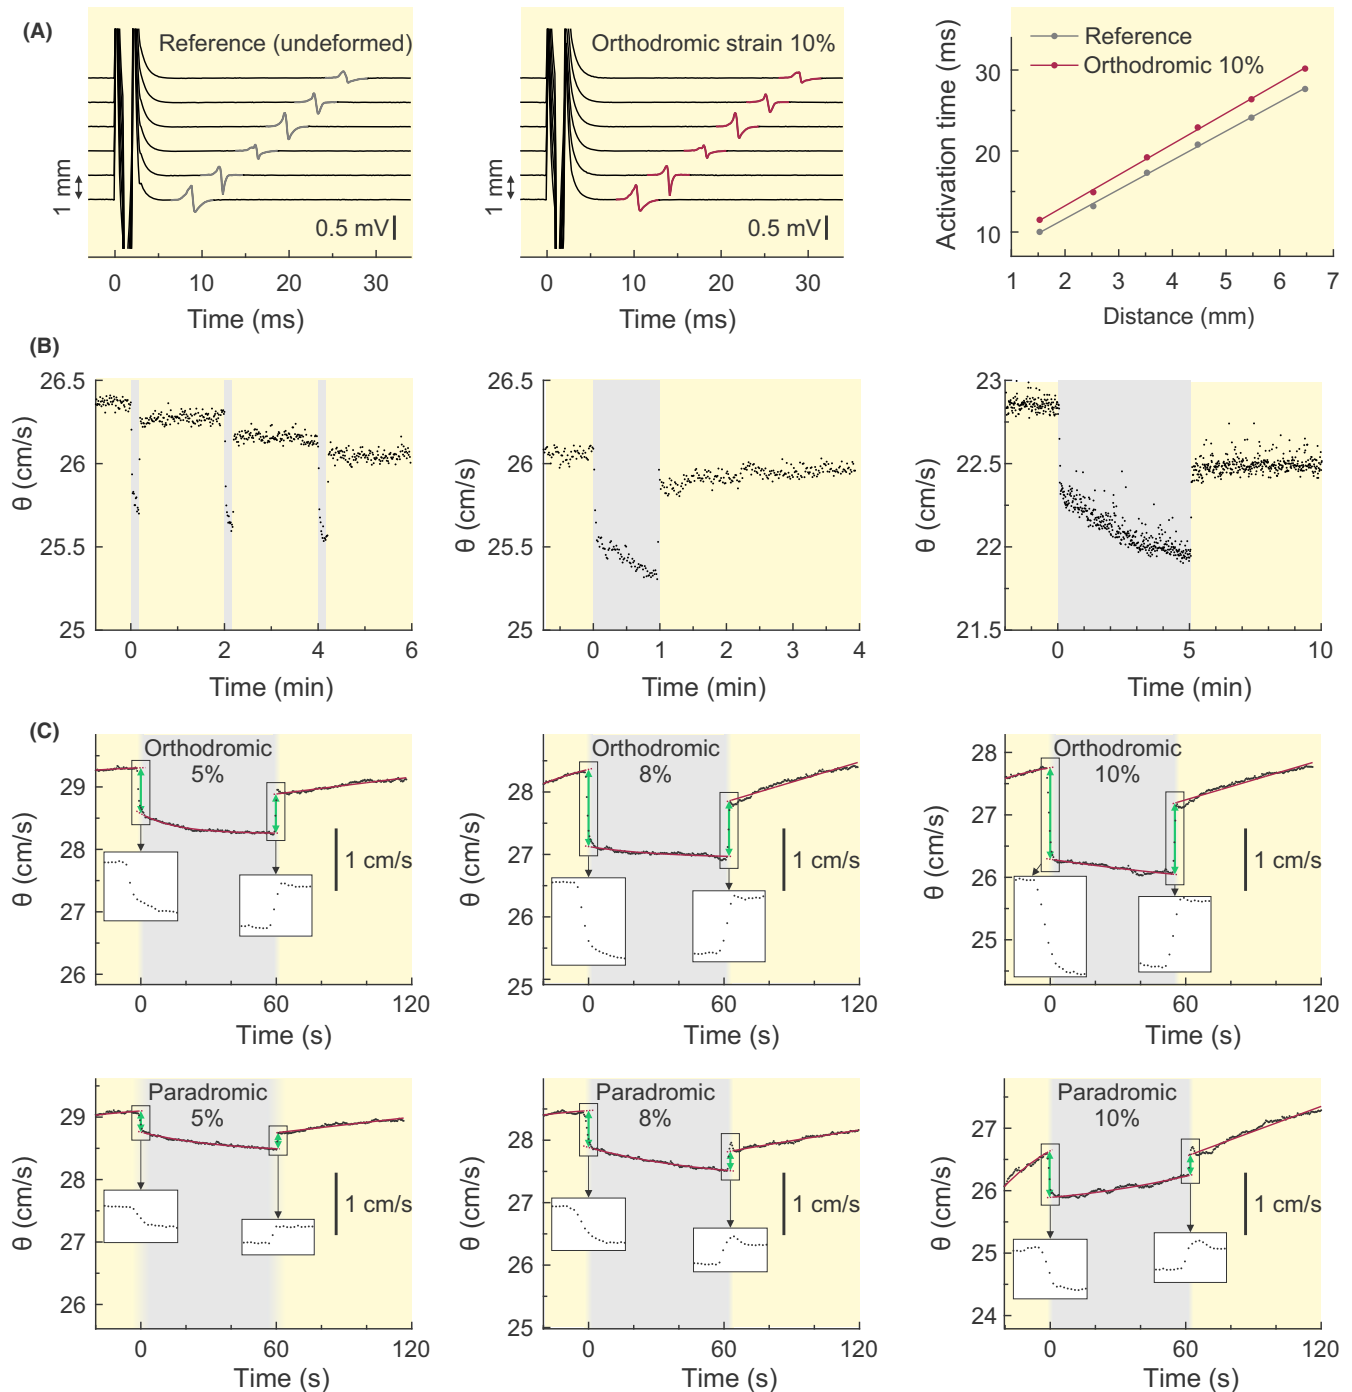 (A)
Reference (undeformed)
1 mm
0.5 mV
0 10 20 30
Time (ms)
Orthodromic strain 10%
1 mm
0.5 mV
0 10 20 30
Time (ms)
Activation time (ms)
Reference
Orthodromic 10%
30
20
10
1 2 3 4 5 6 7
Distance (mm)
(B)
θ (cm/s)
26.5
26
25.5
25
0 2 4 6
Time (min)
θ (cm/s)
26.5
26
25.5
25
0 1 2 3 4
Time (min)
θ (cm/s)
23
22.5
22
21.5
0 5 10
Time (min)
(C)
Orthodromic
5%
θ (cm/s)
29
28
27
26
1 cm/s
0 60 120
Time (s)
Orthodromic
8%
θ (cm/s)
28
27
26
25
1 cm/s
0 60 120
Time (s)
Orthodromic
10%
θ (cm/s)
28
27
26
25
1 cm/s
0 60 120
Time (s)
Paradromic
5%
θ (cm/s)
29
28
27
26
1 cm/s
0 60 120
Time (s)
Paradromic
8%
θ (cm/s)
28
27
26
25
1 cm/s
0 60 120
Time (s)
Paradromic
10%
θ (cm/s)
27
26
25
24
1 cm/s
0 60 120
Time (s)